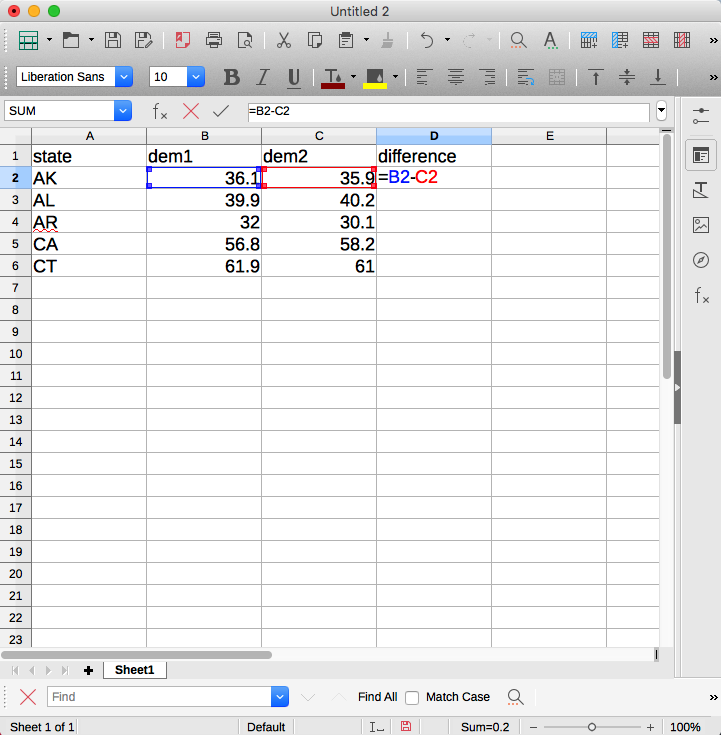 Untitled 2
Liberation Sans 10 B I U
SUM =B2-C2
A B C D E
1 state dem1 dem2 difference
2 AK 36.1 35.9 =B2-C2
3 AL 39.9 40.2
4 AR 32 30.1
5 CA 56.8 58.2
6 CT 61.9 61
7
8
9
10
11
12
13
14
15
16
17
18
19
20
21
22
23
Sheet1
Find Find All Match Case
Sheet 1 of 1 Default Sum=0.2 100%